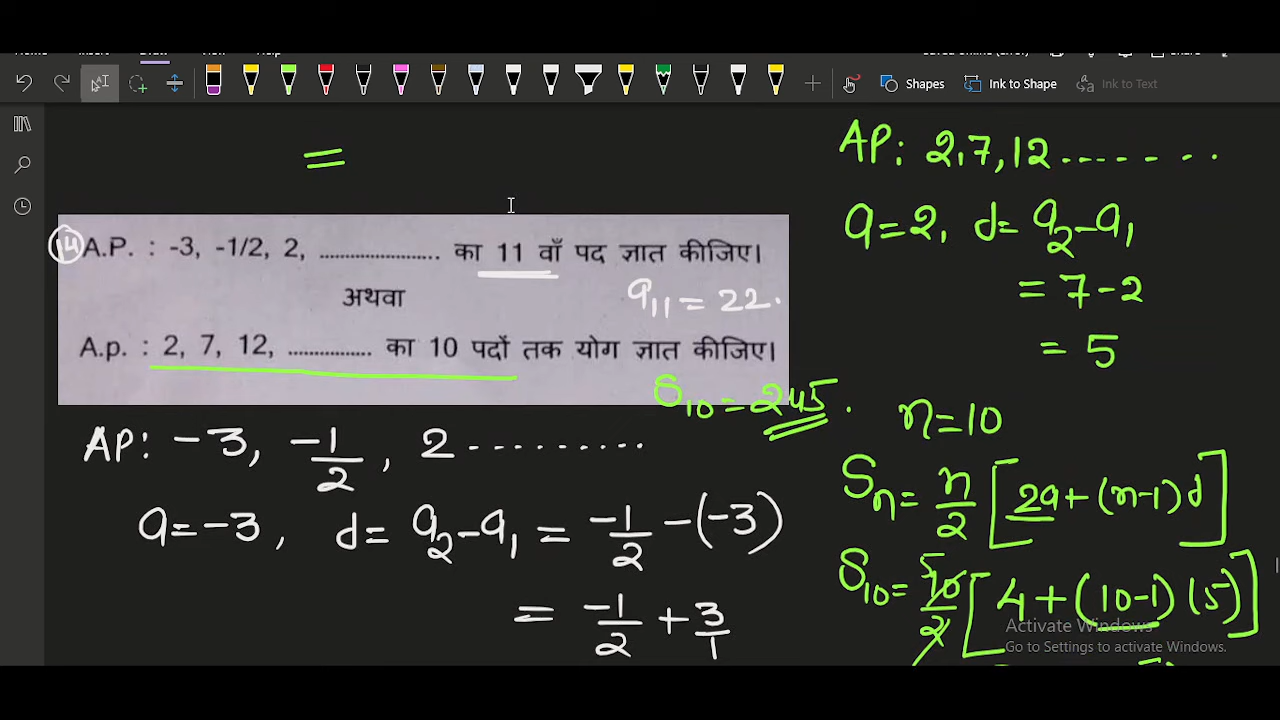 Shapes Ink to Shape Ink to Text
=
14 A.P. : -3, -1/2, 2, ........................ का 11 वाँ पद ज्ञात कीजिए।
अथवा
a₁₁ = 22.
A.p. : 2, 7, 12, ................ का 10 पदों तक योग ज्ञात कीजिए।
S₁₀ = 245.
AP: -3, -1/2, 2 ..........
a = -3, d = a₂ - a₁ = -1/2 - (-3)
= -1/2 + 3/1
AP: 2, 7, 12 ........
a = 2, d = a₂ - a₁
= 7 - 2
= 5
n = 10
Sₙ = n/2 [2a + (n-1)d]
S₁₀ = 10/2 [4 + (10-1)(5)]
5
Activate Windows
Go to Settings to activate Windows.